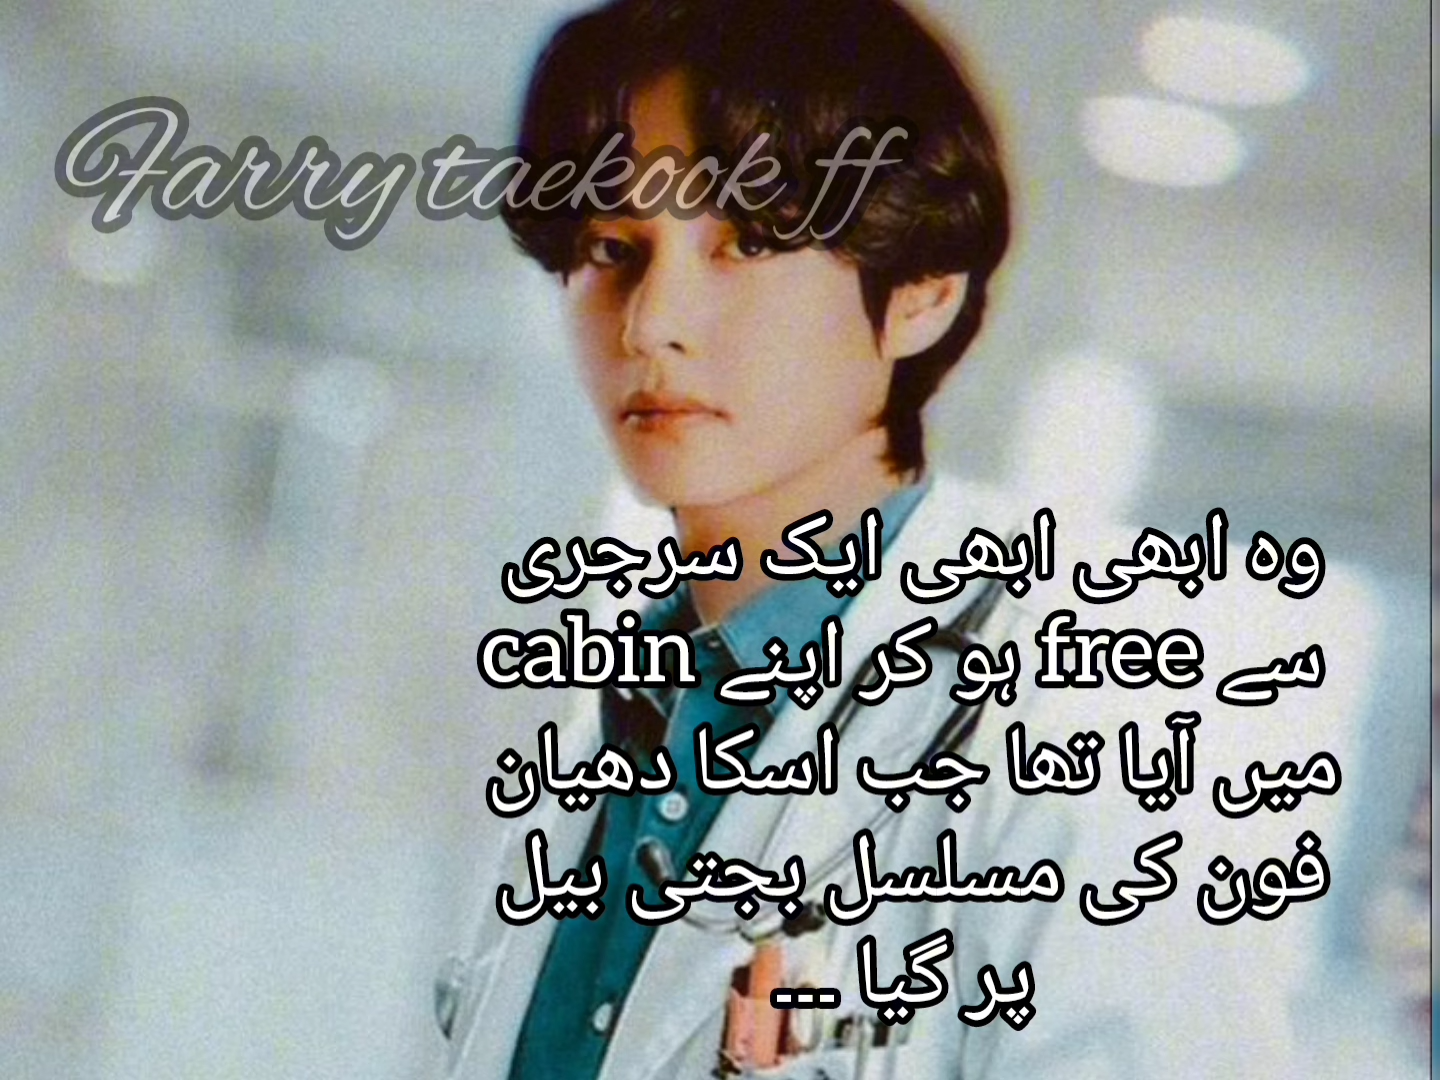 Farry taekook ff
وہ ابھی ابھی ایک سرجری
سے free ہو کر اپنے cabin
میں آیا تھا جب اسکا دھیان
فون کی مسلسل بجتی بیل
پر گیا ---